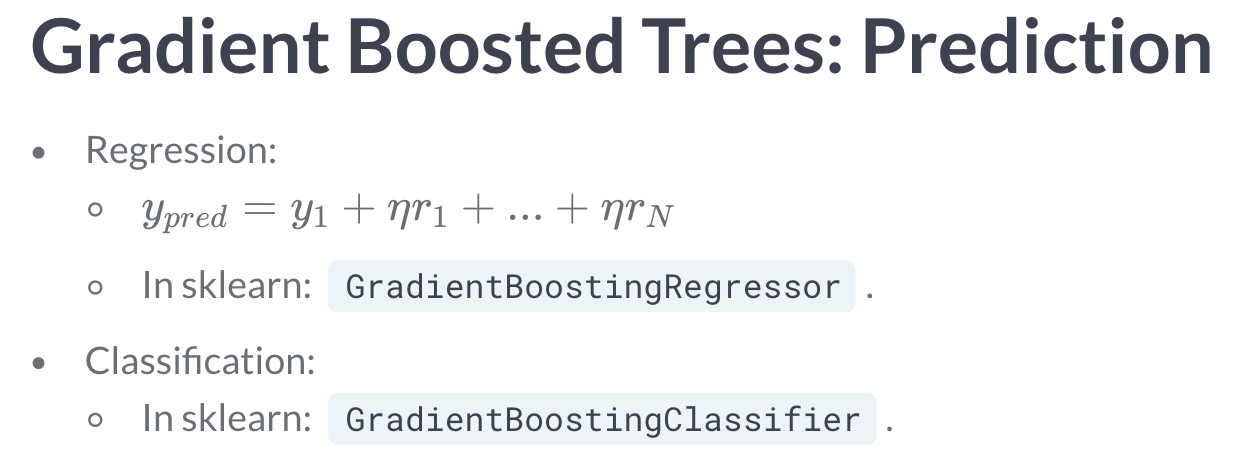 Gradient Boosted Trees: Prediction
• Regression:
○ $y_{pred} = y_1 + \eta r_1 + ... + \eta r_N$
○ In sklearn: GradientBoostingRegressor .
• Classification:
○ In sklearn: GradientBoostingClassifier .